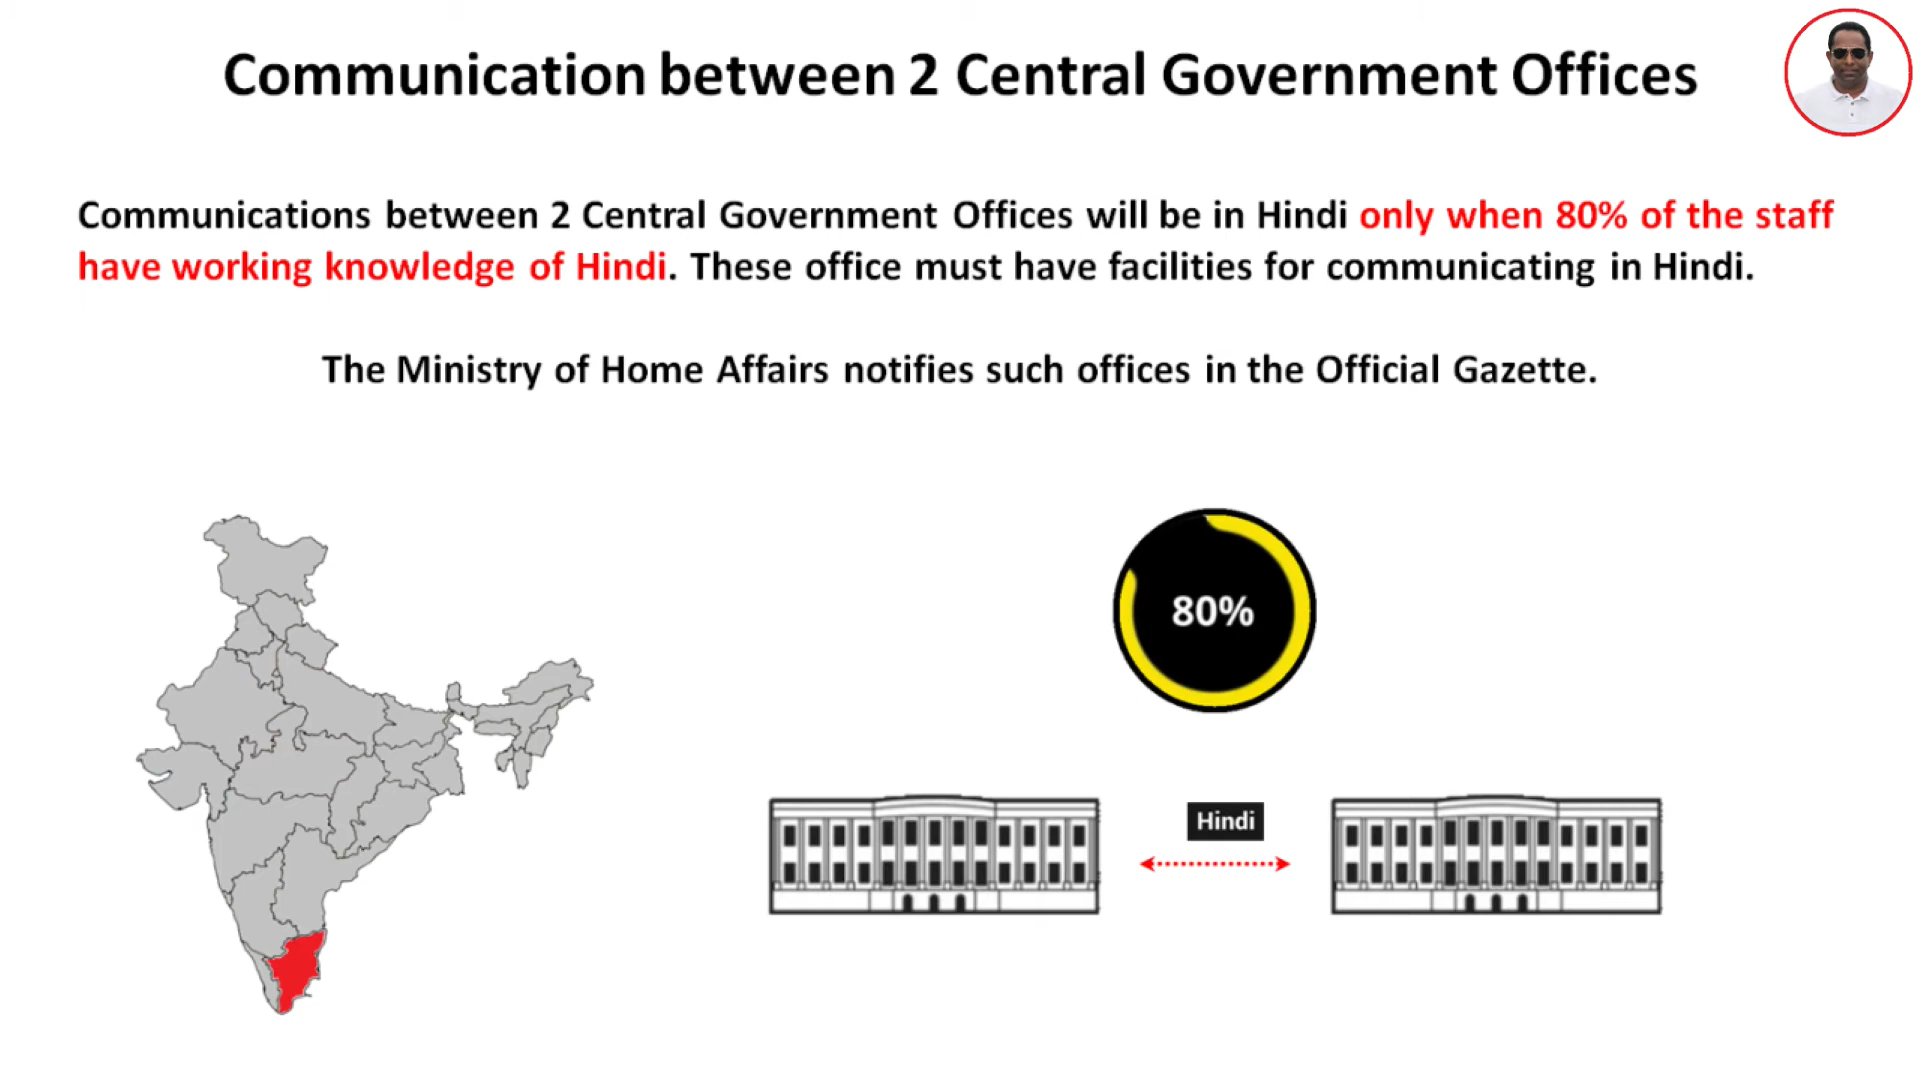 Communication between 2 Central Government Offices
Communications between 2 Central Government Offices will be in Hindi only when 80% of the staff
have working knowledge of Hindi. These office must have facilities for communicating in Hindi.
The Ministry of Home Affairs notifies such offices in the Official Gazette.
80%
Hindi